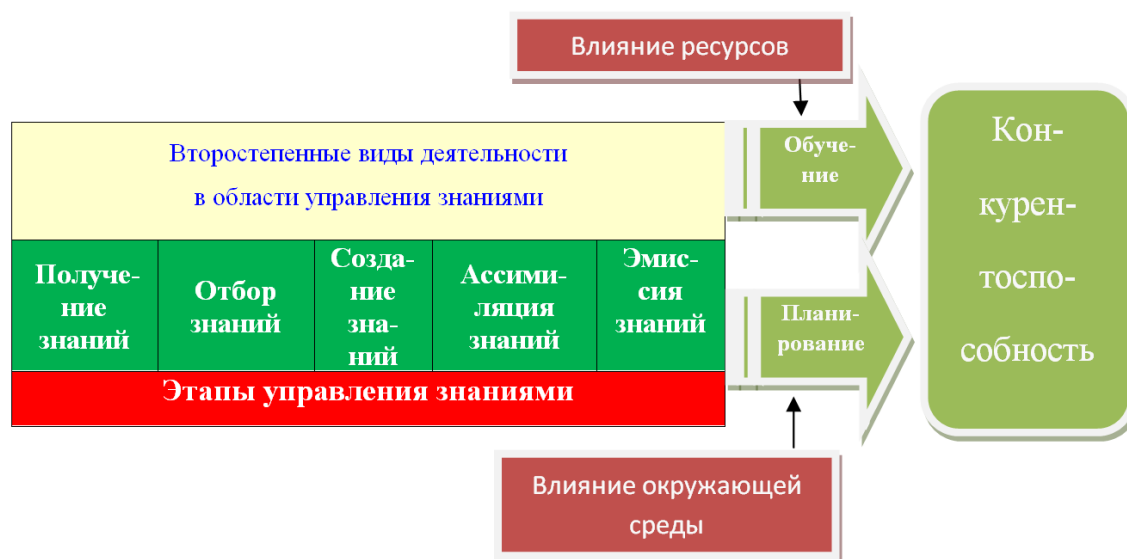 Влияние ресурсов
Второстепенные виды деятельности
в области управления знаниями
Получе-
ние
знаний
Отбор
знаний
Созда-
ние
зна-
ний
Ассими-
ляция
знаний
Эмис-
сия
знаний
Этапы управления знаниями
Обуче-
ние
Плани-
рование
Влияние окружающей
среды
Кон-
курен-
тоспо-
собность